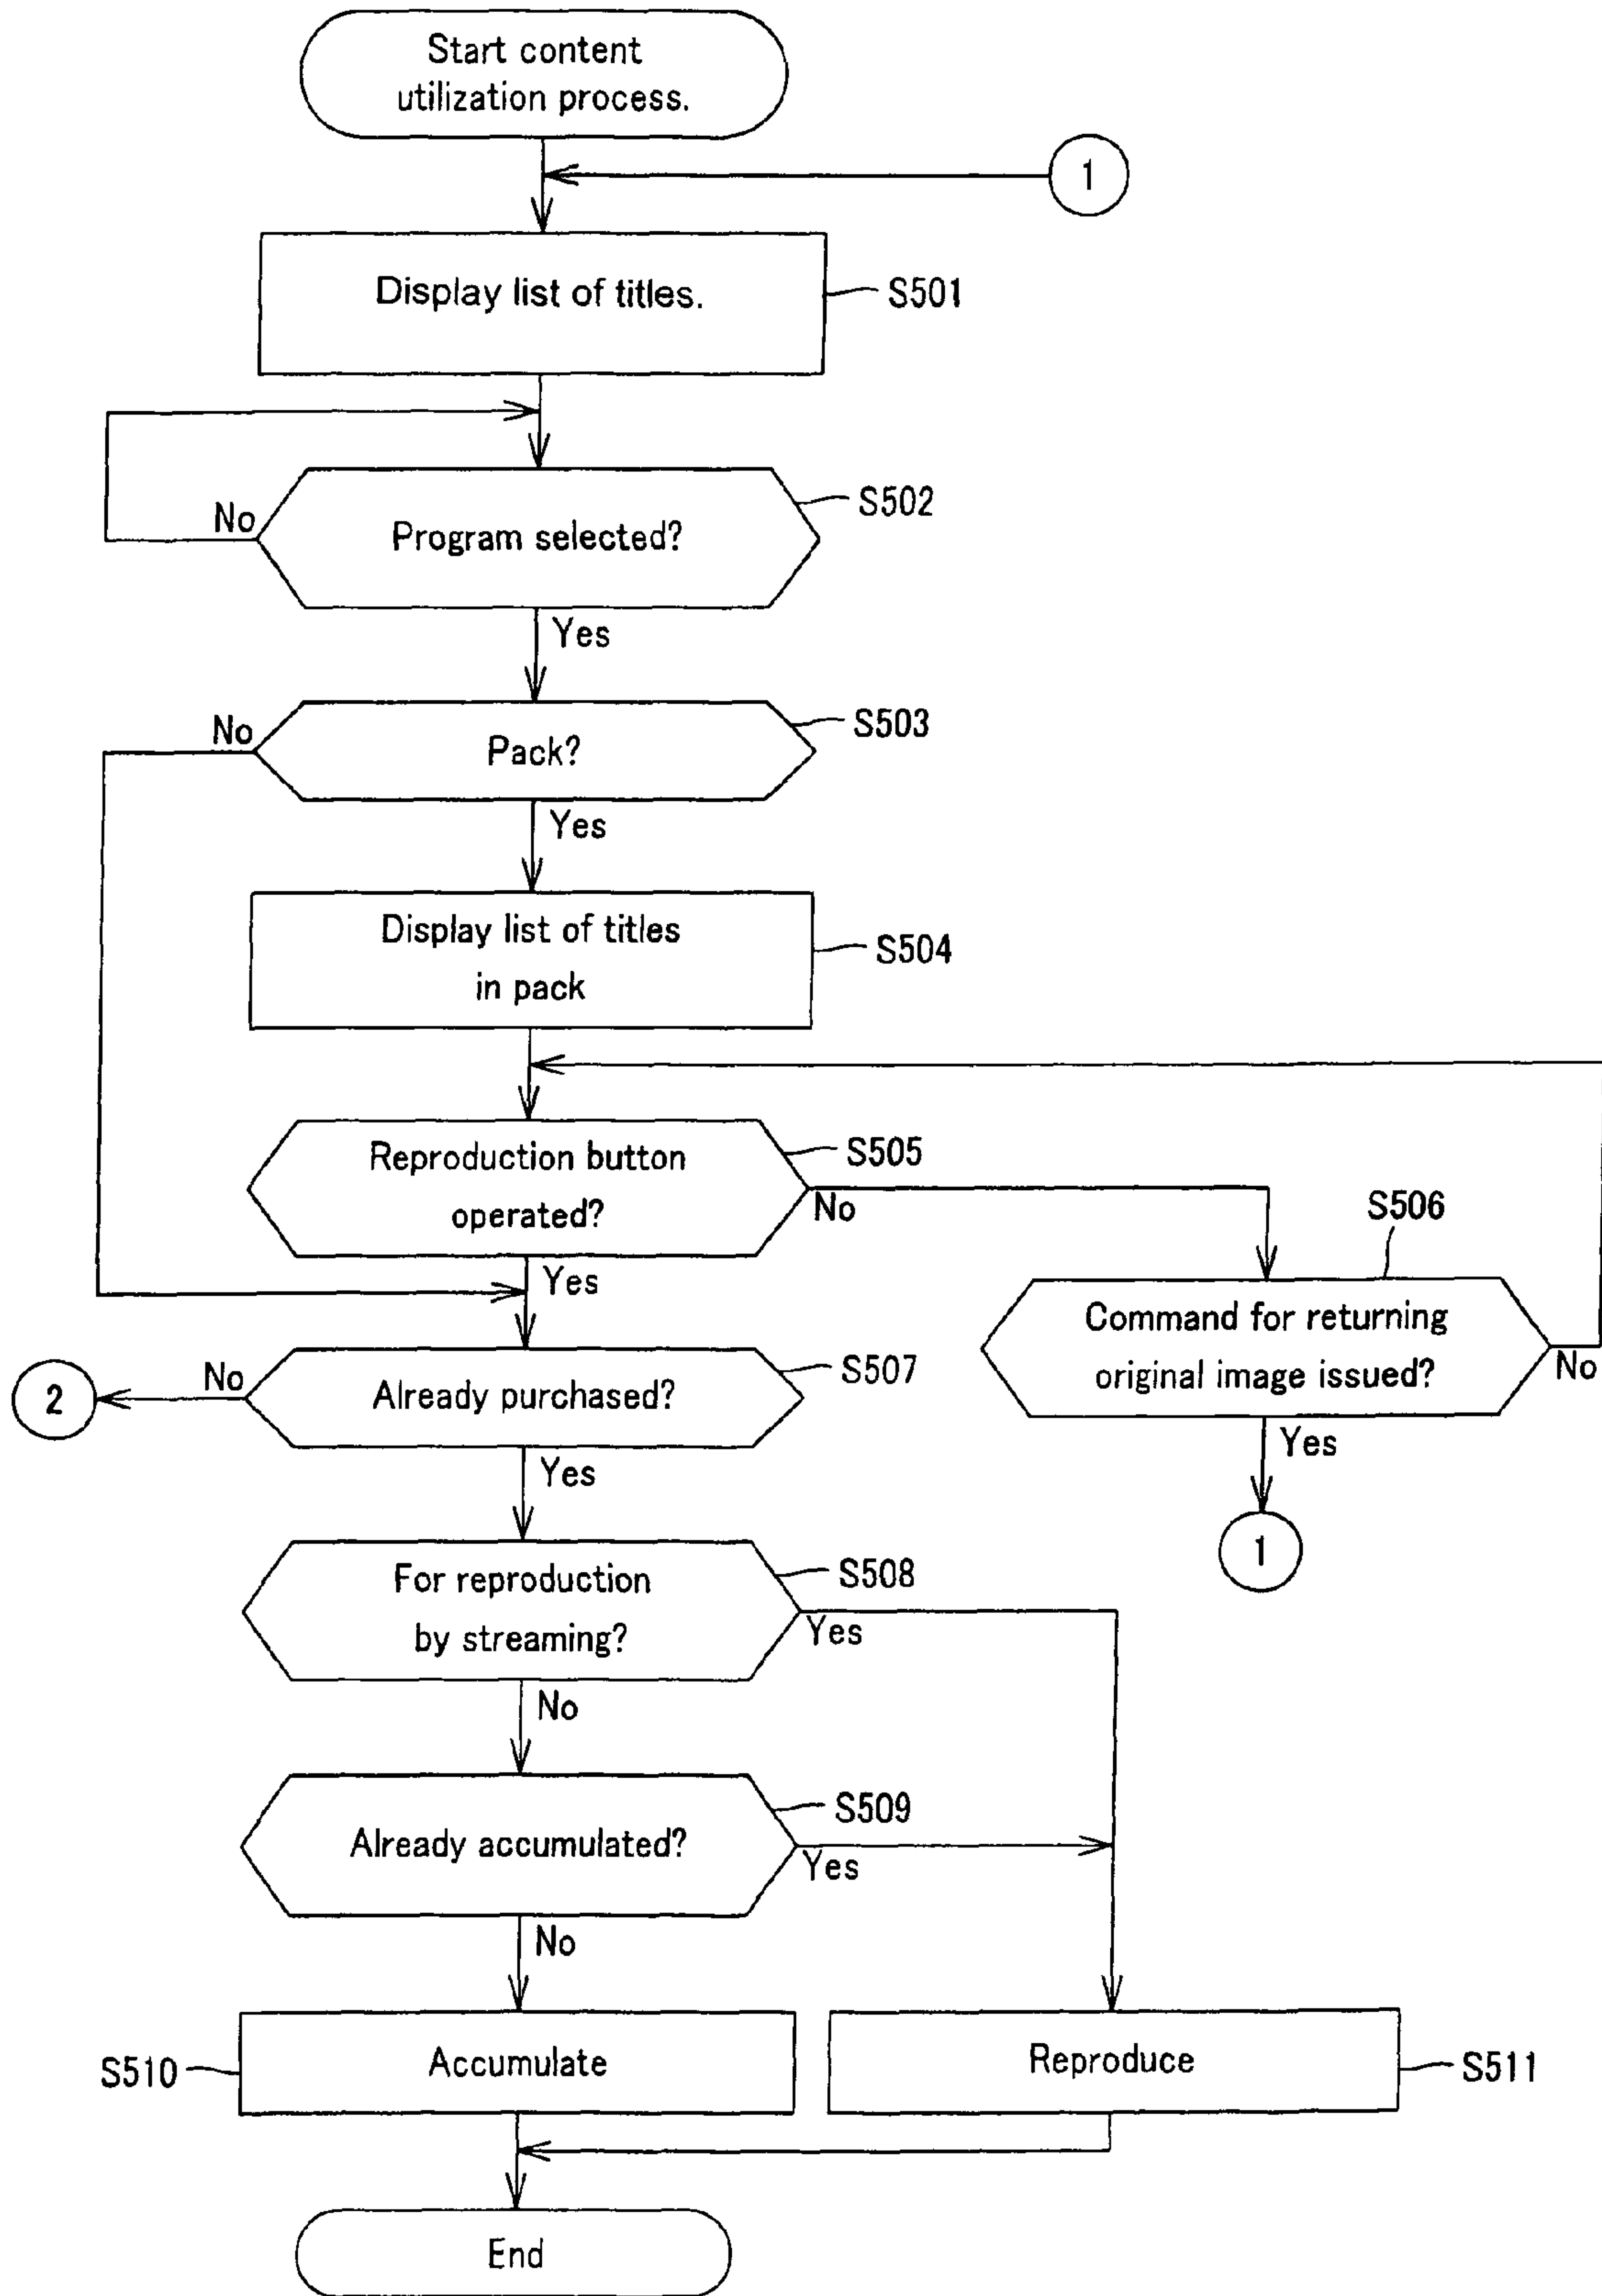 Start content
utilization process.
1
Display list of titles.
S501
S502
No
Program selected?
Yes
No
S503
Pack?
Yes
Display list of titles
in pack
S504
Reproduction button
operated?
S505
No
S506
Yes
Command for returning
original image issued?
No
Yes
1
2
No
Already purchased?
S507
Yes
For reproduction
by streaming?
S508
Yes
No
Already accumulated?
S509
Yes
No
S510
Accumulate
Reproduce
S511
End